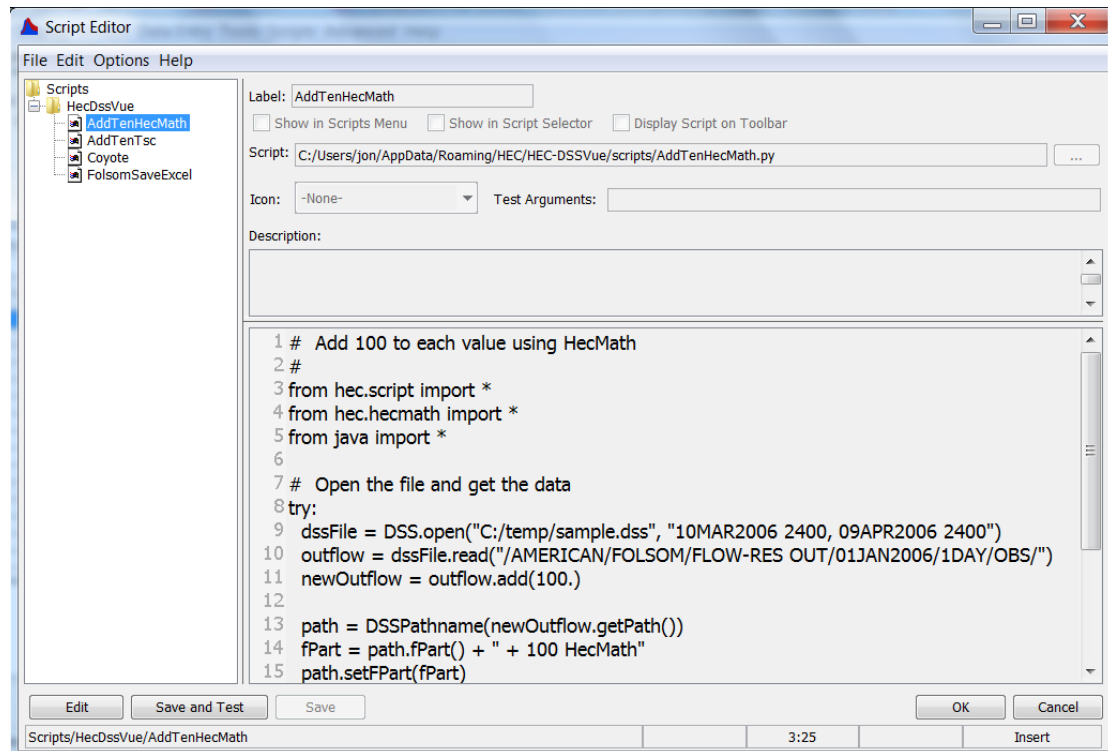 Script Editor
File Edit Options Help
Scripts
HecDssVue
AddTenHecMath
AddTenTsc
Coyote
FolsomSaveExcel
Label: AddTenHecMath
Show in Scripts Menu Show in Script Selector Display Script on Toolbar
Script: C:/Users/jon/AppData/Roaming/HEC/HEC-DSSVue/scripts/AddTenHecMath.py ...
Icon: -None- Test Arguments:
Description:
1 # Add 100 to each value using HecMath
2 #
3 from hec.script import *
4 from hec.hecmath import *
5 from java import *
6
7 # Open the file and get the data
8 try:
9 dssFile = DSS.open("C:/temp/sample.dss", "10MAR2006 2400, 09APR2006 2400")
10 outflow = dssFile.read("/AMERICAN/FOLSOM/FLOW-RES OUT/01JAN2006/1DAY/OBS/")
11 newOutflow = outflow.add(100.)
12
13 path = DSSPathname(newOutflow.getPath())
14 fPart = path.fPart() + " + 100 HecMath"
15 path.setFPart(fPart)
Edit Save and Test Save OK Cancel
Scripts/HecDssVue/AddTenHecMath 3:25 Insert